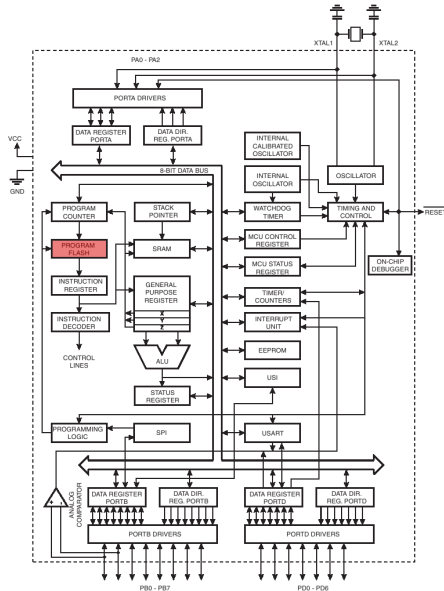 XTAL1
XTAL2
PA0 - PA2
PORTA DRIVERS
VCC
GND
DATA REGISTER
PORTA
DATA DIR.
REG. PORTA
INTERNAL
CALIBRATED
OSCILLATOR
8-BIT DATA BUS
INTERNAL
OSCILLATOR
OSCILLATOR
PROGRAM
COUNTER
STACK
POINTER
WATCHDOG
TIMER
TIMING AND
CONTROL
RESET
PROGRAM
FLASH
SRAM
MCU CONTROL
REGISTER
MCU STATUS
REGISTER
ON-CHIP
DEBUGGER
INSTRUCTION
REGISTER
GENERAL
PURPOSE
REGISTER
X
Y
Z
TIMER/
COUNTERS
INSTRUCTION
DECODER
INTERRUPT
UNIT
CONTROL
LINES
ALU
EEPROM
STATUS
REGISTER
USI
PROGRAMMING
LOGIC
SPI
USART
ANALOG
COMPARATOR
+
-
DATA REGISTER
PORTB
DATA DIR.
REG. PORTB
DATA REGISTER
PORTD
DATA DIR.
REG. PORTD
PORTB DRIVERS
PORTD DRIVERS
PB0 - PB7
PD0 - PD6